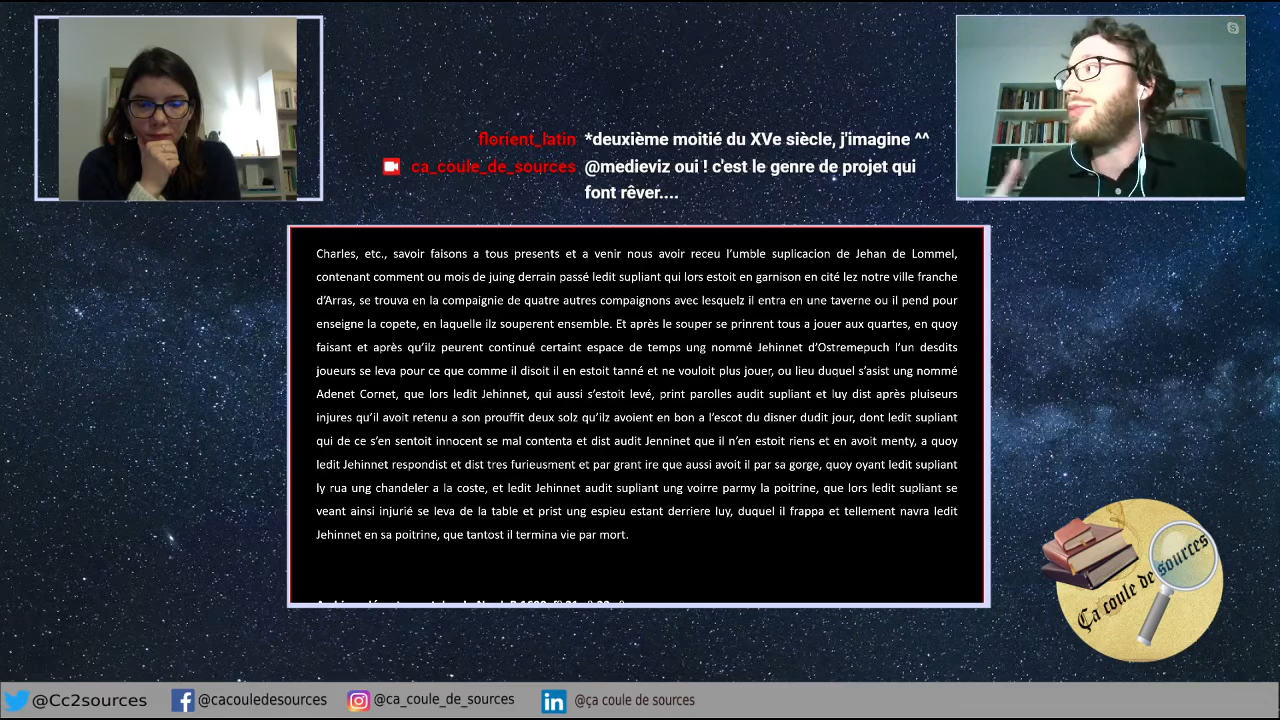 florient_latin *deuxième moitié du XVe siècle, j'imagine ^^
ca_coule_de_sources @medieviz oui ! c'est le genre de projet qui
font rêver....
Charles, etc., savoir faisons a tous presents et a venir nous avoir receu l'umble suplicacion de Jehan de Lommel,
contenant comment ou mois de juing derrain passé ledit supliant qui lors estoit en garnison en cité lez notre ville franche
d'Arras, se trouva en la compaignie de quatre autres compaignons avec lesquelz il entra en une taverne ou il pend pour
enseigne la copete, en laquelle ilz souperent ensemble. Et après le souper se prinrent tous a jouer aux quartes, en quoy
faisant et après qu'ilz peurent continué certaint espace de temps ung nommé Jehinnet d'Ostremepuch l'un desdits
joueurs se leva pour ce que comme il disoit il en estoit tanné et ne vouloit plus jouer, ou lieu duquel s'asist ung nommé
Adenet Cornet, que lors ledit Jehinnet, qui aussi s'estoit levé, print parolles audit supliant et luy dist après pluiseurs
injures qu'il avoit retenu a son prouffit deux solz qu'ilz avoient en bon a l'escot du disner dudit jour, dont ledit supliant
qui de ce s'en sentoit innocent se mal contenta et dist audit Jenninet que il n'en estoit riens et en avoit menty, a quoy
ledit Jehinnet respondist et dist tres furieusment et par grant ire que aussi avoit il par sa gorge, quoy oyant ledit supliant
ly rua ung chandeler a la coste, et ledit Jehinnet audit supliant ung voirre parmy la poitrine, que lors ledit supliant se
veant ainsi injurié se leva de la table et prist ung espieu estant derriere luy, duquel il frappa et tellement navra ledit
Jehinnet en sa poitrine, que tantost il termina vie par mort.
Ça coule de sources
@Cc2sources @cacouledesources @ca_coule_de_sources @ça coule de sources